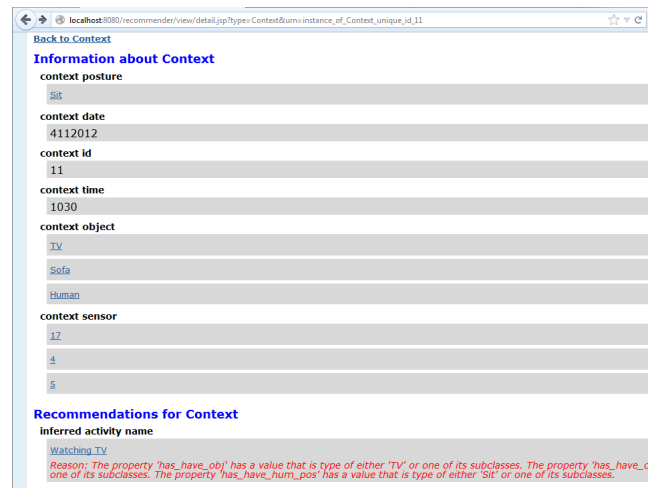 localhost:8080/recommender/view/detail.jsp?type=Context&urn=instance_of_Context_unique_id_11
Back to Context
Information about Context
context posture
Sit
context date
4112012
context id
11
context time
1030
context object
TV
Sofa
Human
context sensor
17
4
5
Recommendations for Context
inferred activity name
Watching TV
Reason: The property 'has_have_obj' has a value that is type of either 'TV' or one of its subclasses. The property 'has_have_o
one of its subclasses. The property 'has_have_hum_pos' has a value that is type of either 'Sit' or one of its subclasses.